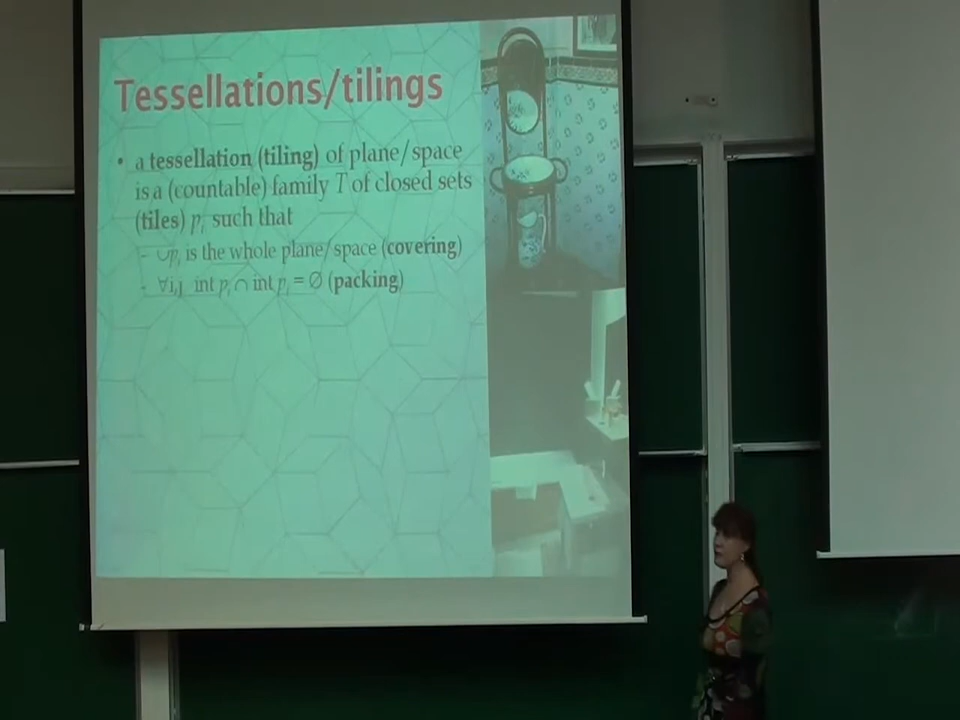 Tessellations/tilings
• a tessellation (tiling) of plane/space
is a (countable) family T of closed sets
(tiles) pᵢ such that
- ∪pᵢ is the whole plane/space (covering)
- ∀i,j int pᵢ ∩ int pⱼ = Ø (packing)